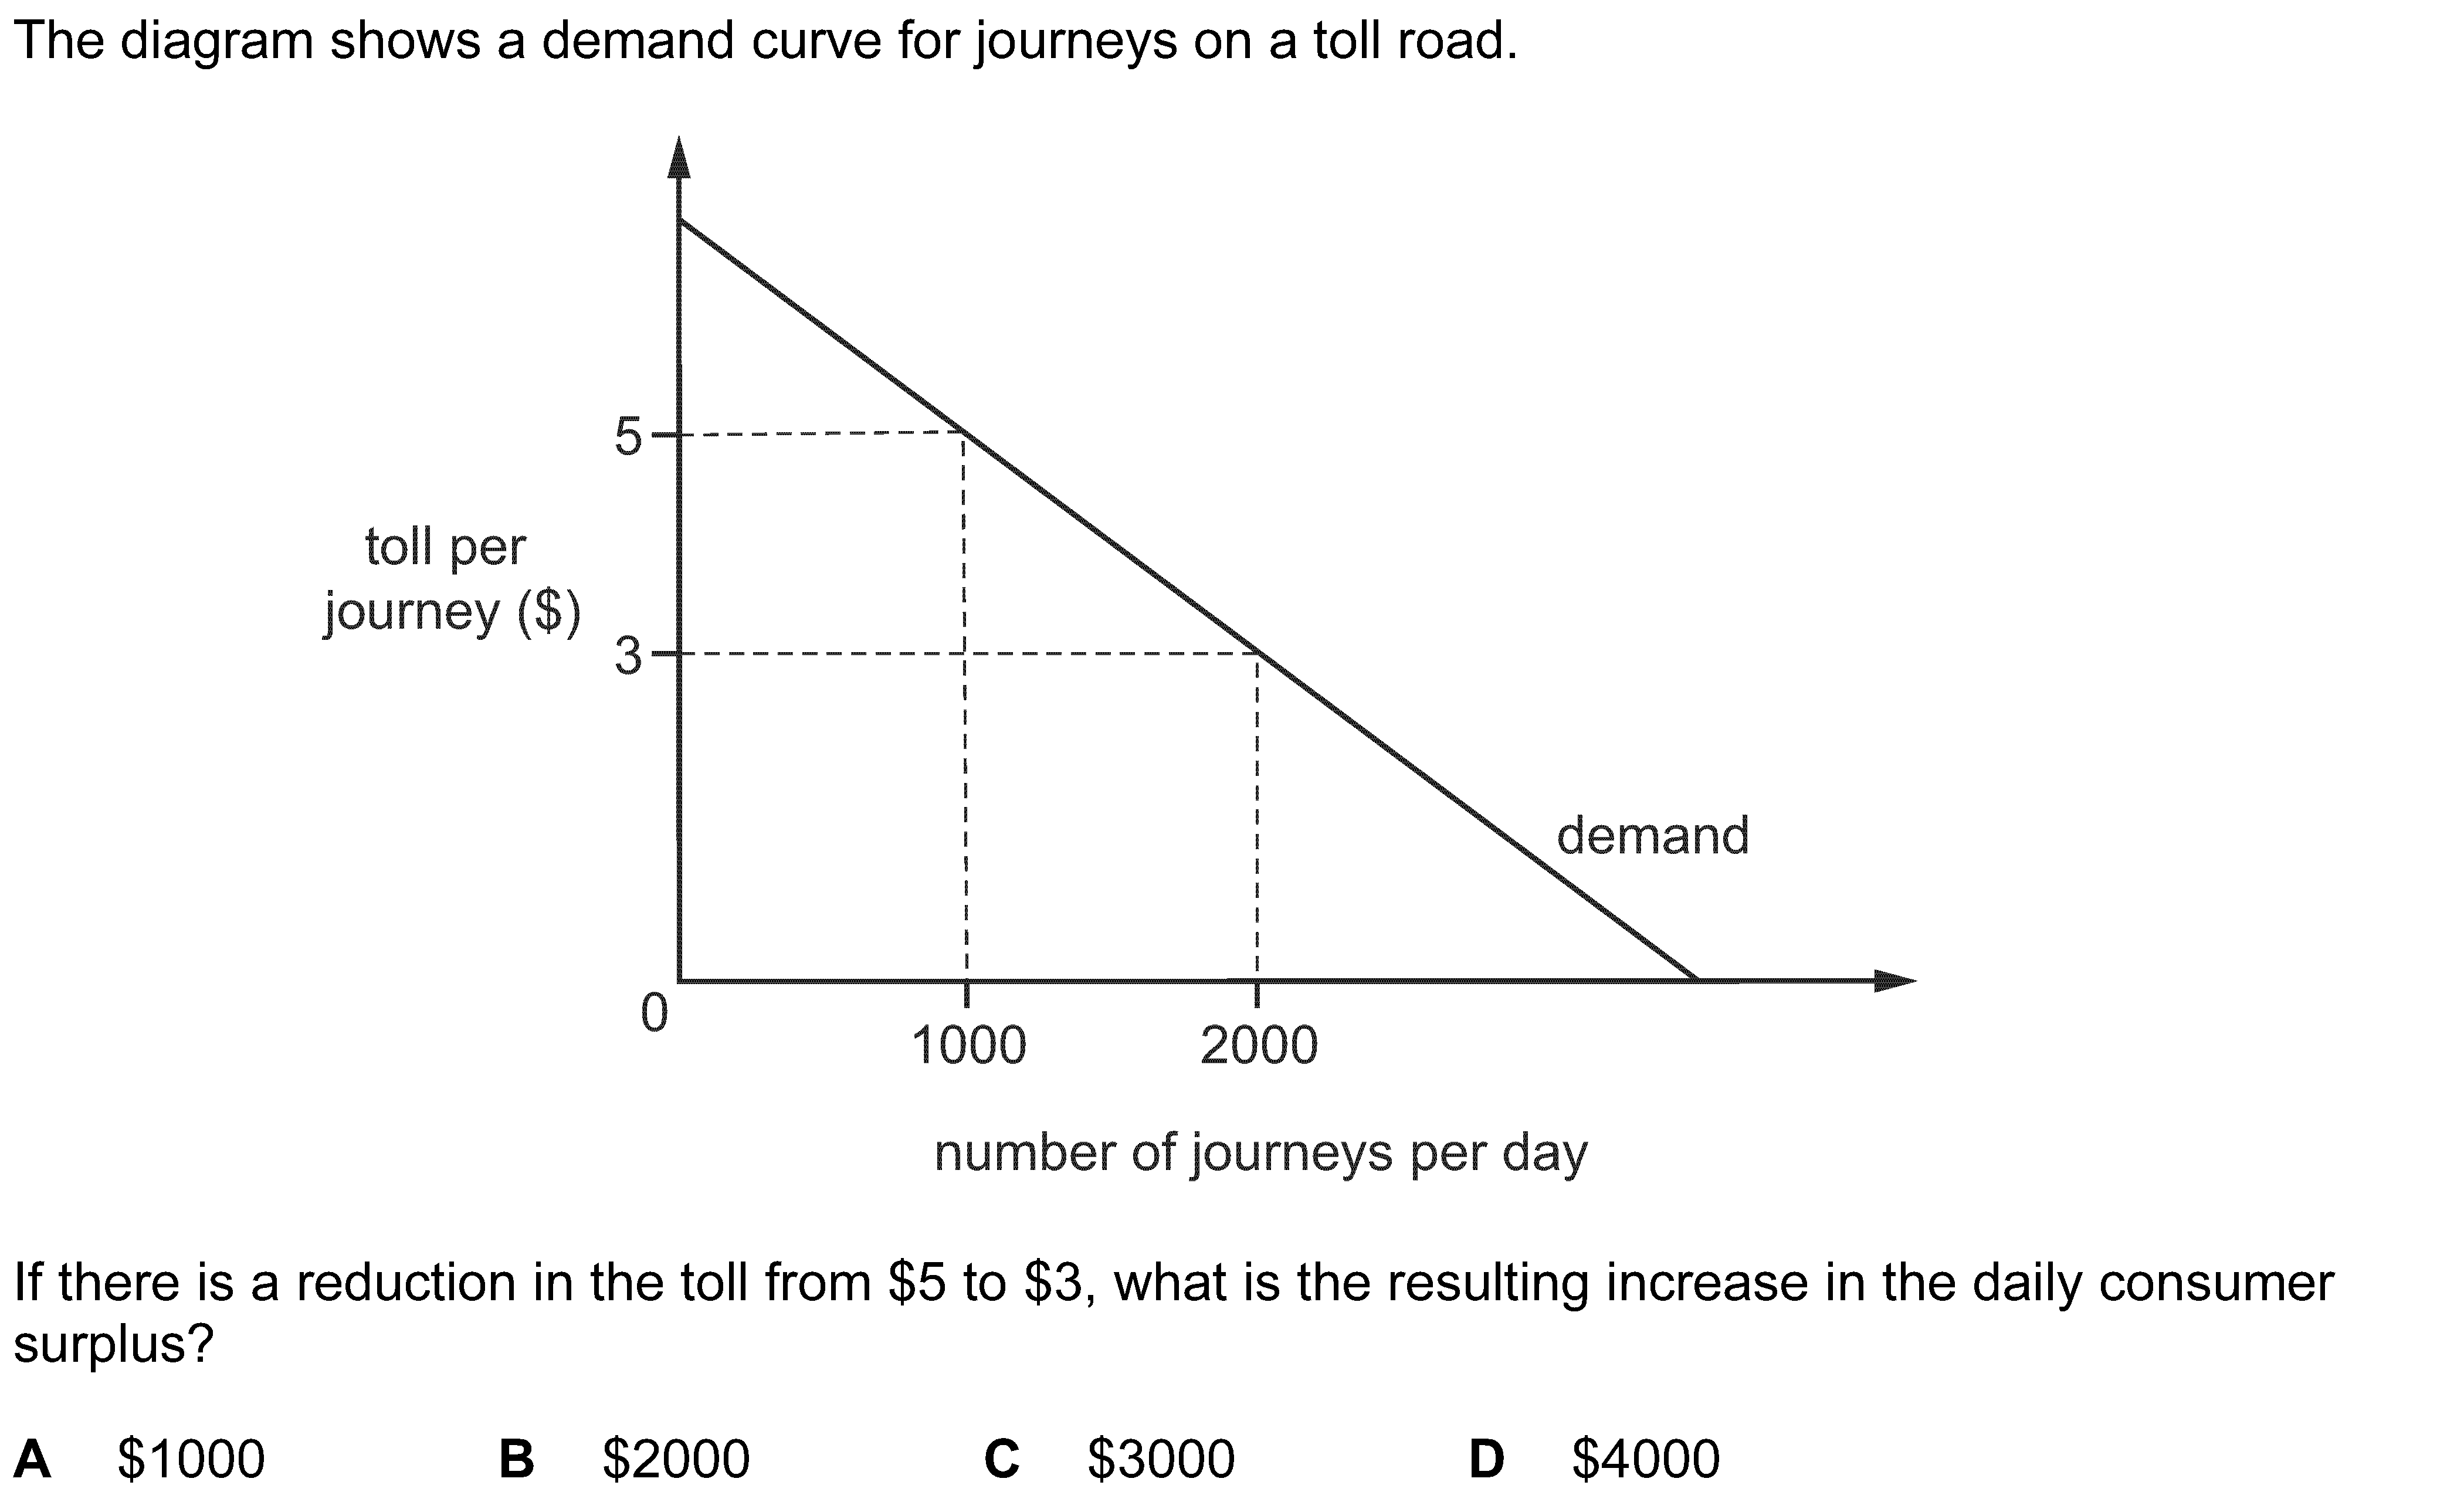 The diagram shows a demand curve for journeys on a toll road.
5
toll per
journey ($)
3
demand
0
1000 2000
number of journeys per day
If there is a reduction in the toll from $5 to $3, what is the resulting increase in the daily consumer
surplus?
A $1000 B $2000 C $3000 D $4000